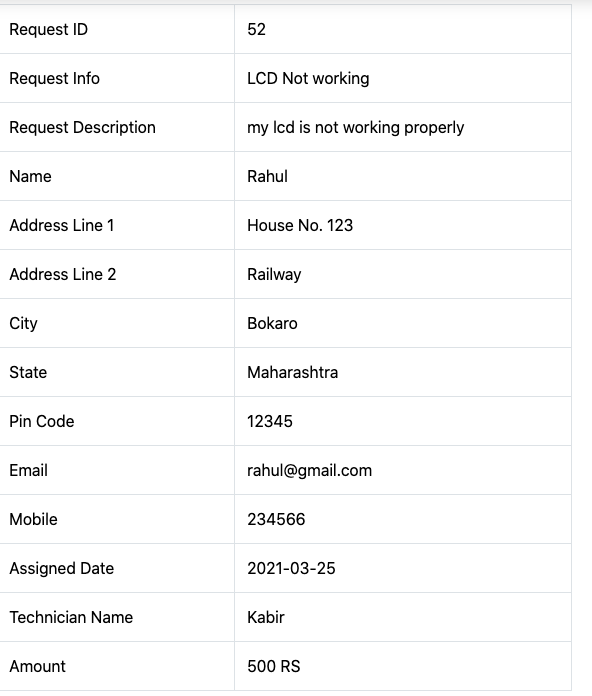 Request ID 52
Request Info LCD Not working
Request Description my lcd is not working properly
Name Rahul
Address Line 1 House No. 123
Address Line 2 Railway
City Bokaro
State Maharashtra
Pin Code 12345
Email rahul@gmail.com
Mobile 234566
Assigned Date 2021-03-25
Technician Name Kabir
Amount 500 RS